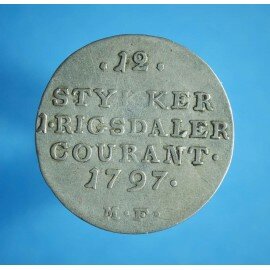 · 12 ·
STYKKER
1·RIGSDALER
COURANT·
·1797·
M·F·